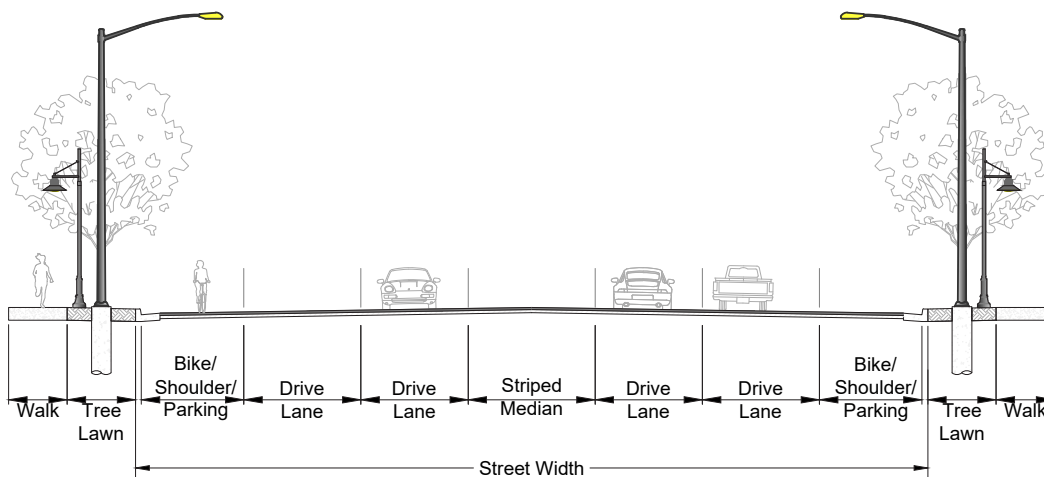 Walk
Tree
Lawn
Bike/
Shoulder/
Parking
Drive
Lane
Drive
Lane
Striped
Median
Drive
Lane
Drive
Lane
Bike/
Shoulder/
Parking
Tree
Lawn
Walk
Street Width